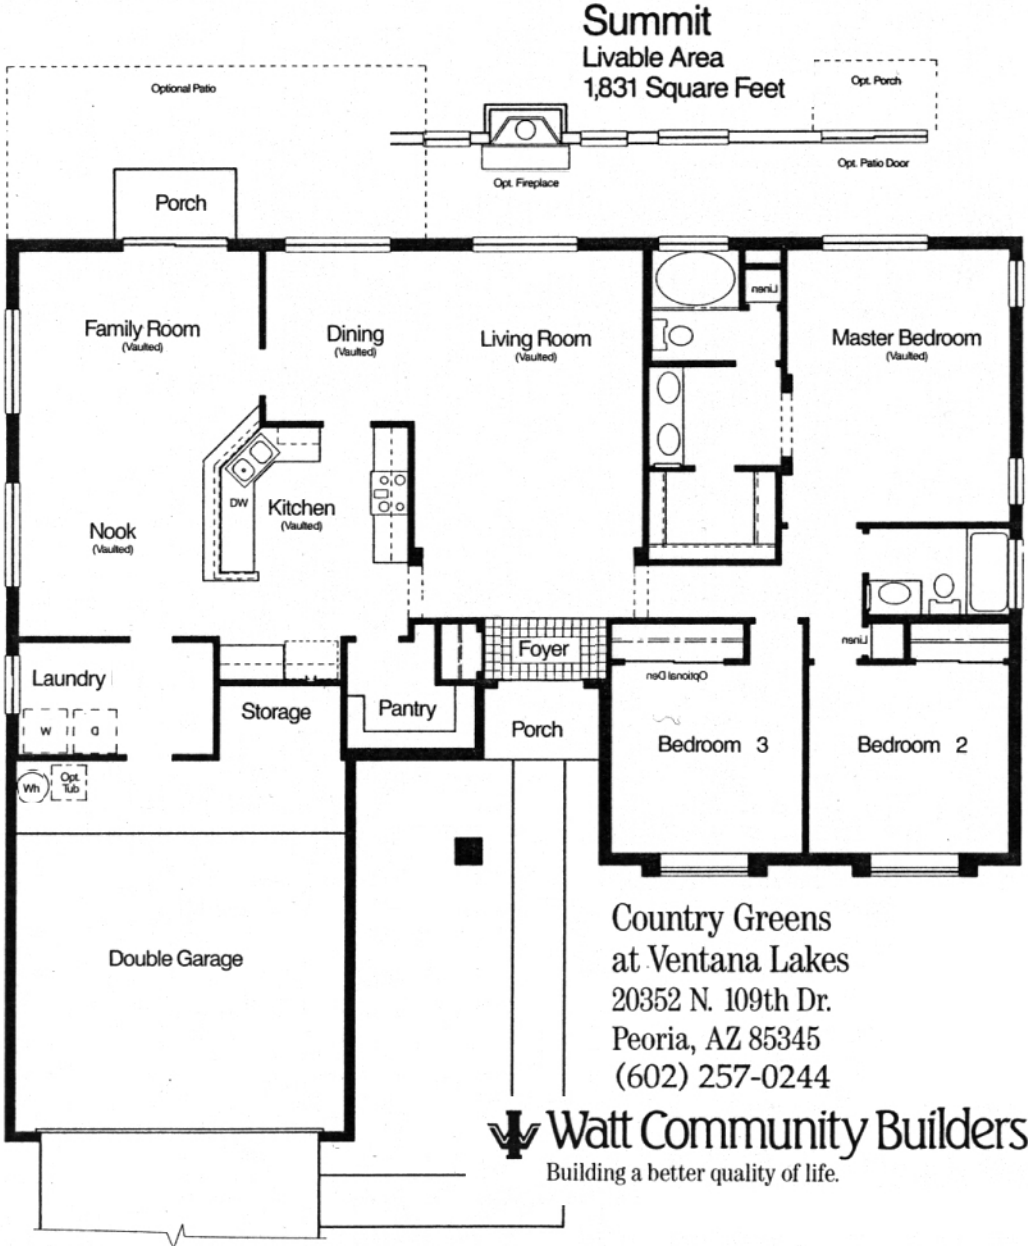 Summit
Livable Area
1,831 Square Feet
Optional Patio
Opt. Porch
Opt. Patio Door
Opt. Fireplace
Porch
Linen
Family Room
(Vaulted)
Dining
(Vaulted)
Living Room
(Vaulted)
Master Bedroom
(Vaulted)
DW
Kitchen
(Vaulted)
Nook
(Vaulted)
Linen
Foyer
Laundry
Optional Den
Storage
Pantry
W
D
Porch
Bedroom 3
Bedroom 2
Wh
Opt.
Tub
Double Garage
Country Greens
at Ventana Lakes
20352 N. 109th Dr.
Peoria, AZ 85345
(602) 257-0244
Watt Community Builders
Building a better quality of life.